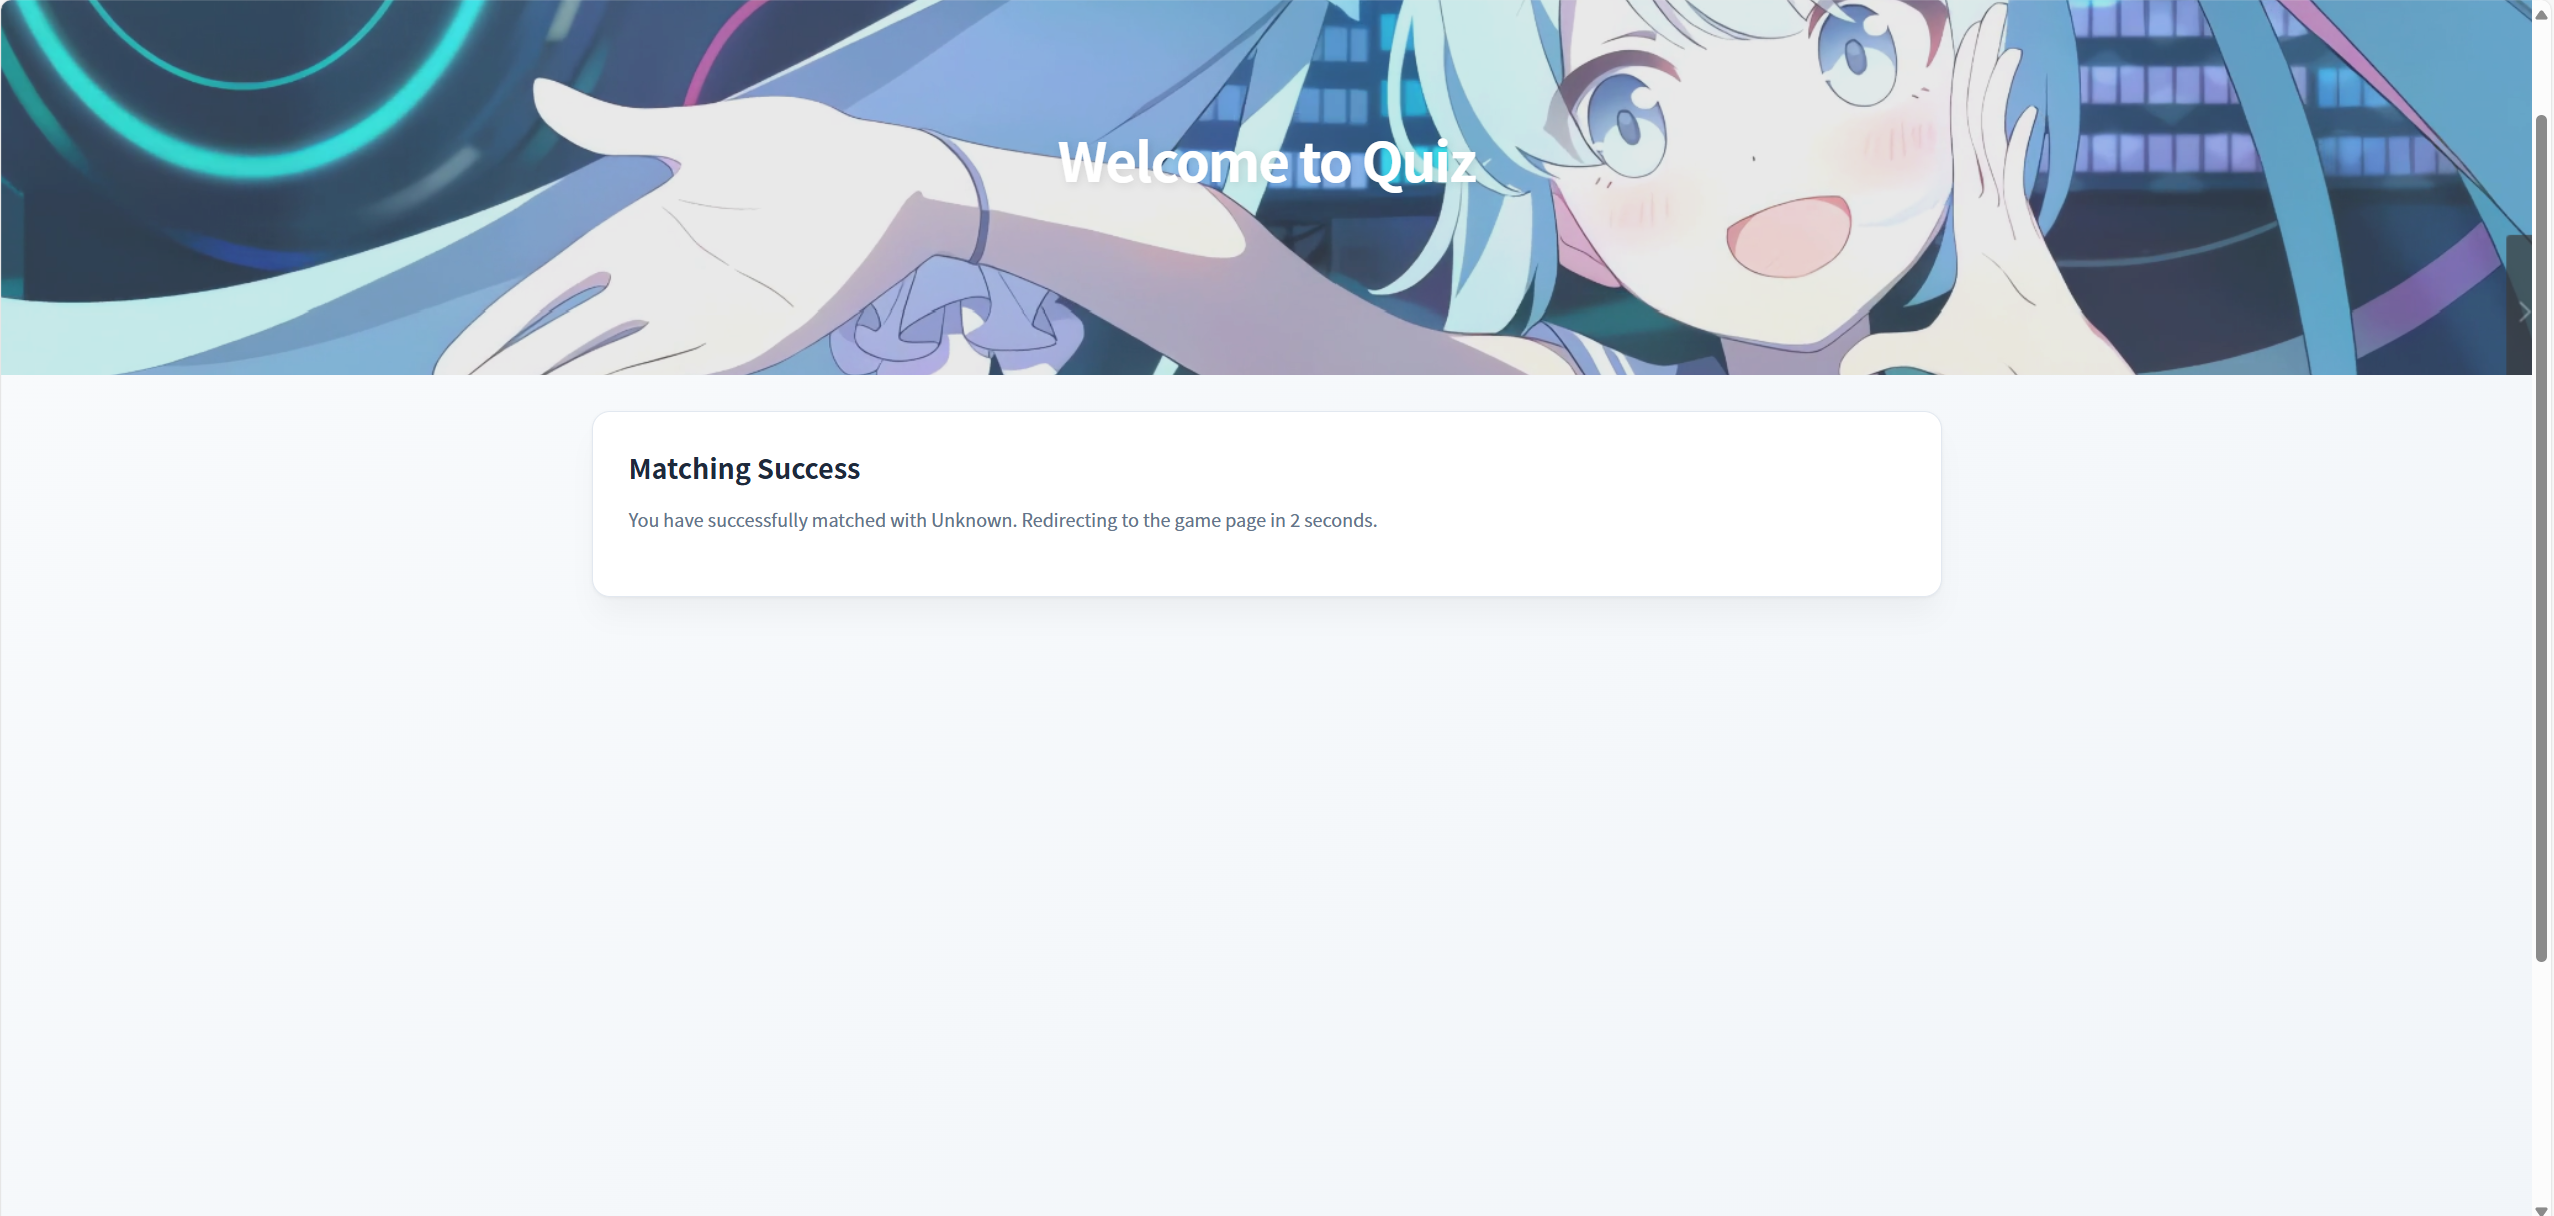 Welcome to Quiz
Matching Success
You have successfully matched with Unknown. Redirecting to the game page in 2 seconds.